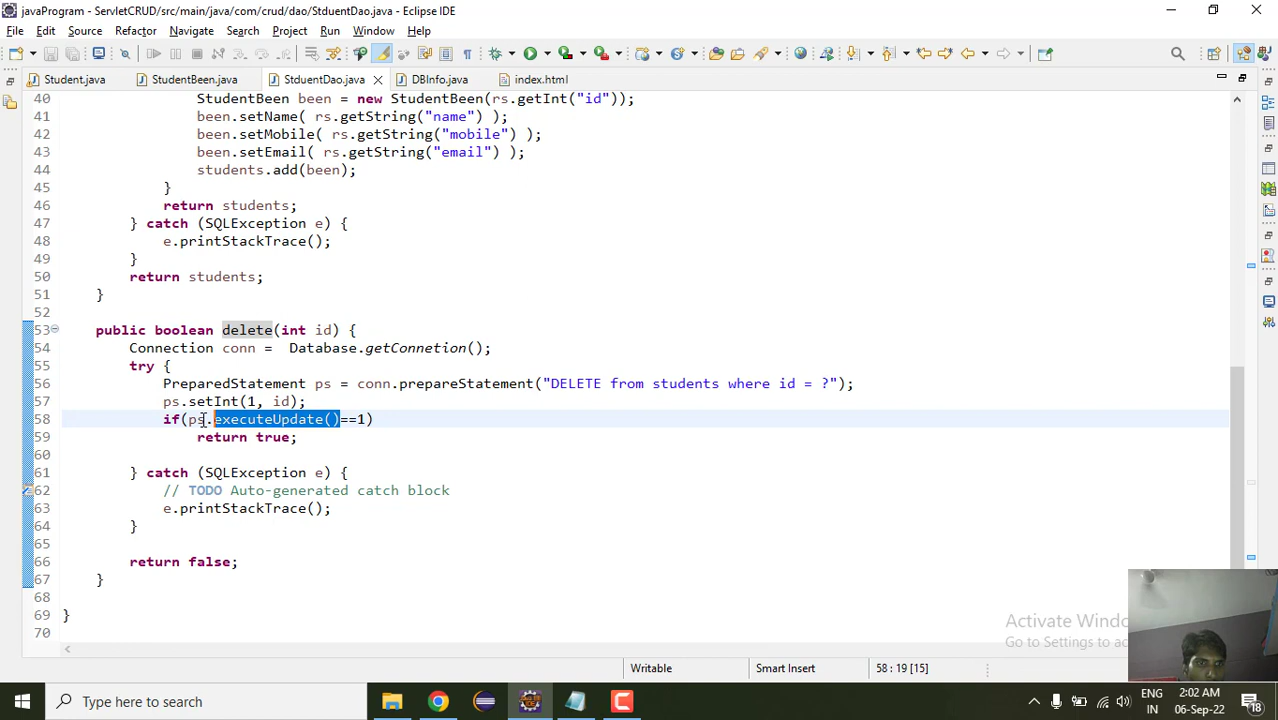 javaProgram - ServletCRUD/src/main/java/com/crud/dao/StduentDao.java - Eclipse IDE
File Edit Source Refactor Navigate Search Project Run Window Help
Student.java StudentBeen.java StduentDao.java DBInfo.java index.html
40 StudentBeen been = new StudentBeen(rs.getInt("id"));
41 been.setName( rs.getString("name") );
42 been.setMobile( rs.getString("mobile") );
43 been.setEmail( rs.getString("email") );
44 students.add(been);
45 }
46 return students;
47 } catch (SQLException e) {
48 e.printStackTrace();
49 }
50 return students;
51 }
52
53 public boolean delete(int id) {
54 Connection conn =  Database.getConnetion();
55 try {
56 PreparedStatement ps = conn.prepareStatement("DELETE from students where id = ?");
57 ps.setInt(1, id);
58 if(ps.executeUpdate()==1)
59 return true;
60
61 } catch (SQLException e) {
62 // TODO Auto-generated catch block
63 e.printStackTrace();
64 }
65
66 return false;
67 }
68
69 }
70
Activate Windo
Go to Settings to ac
Writable Smart Insert 58 : 19 [15]
Type here to search
ENG 2:02 AM
IN 06-Sep-22 18